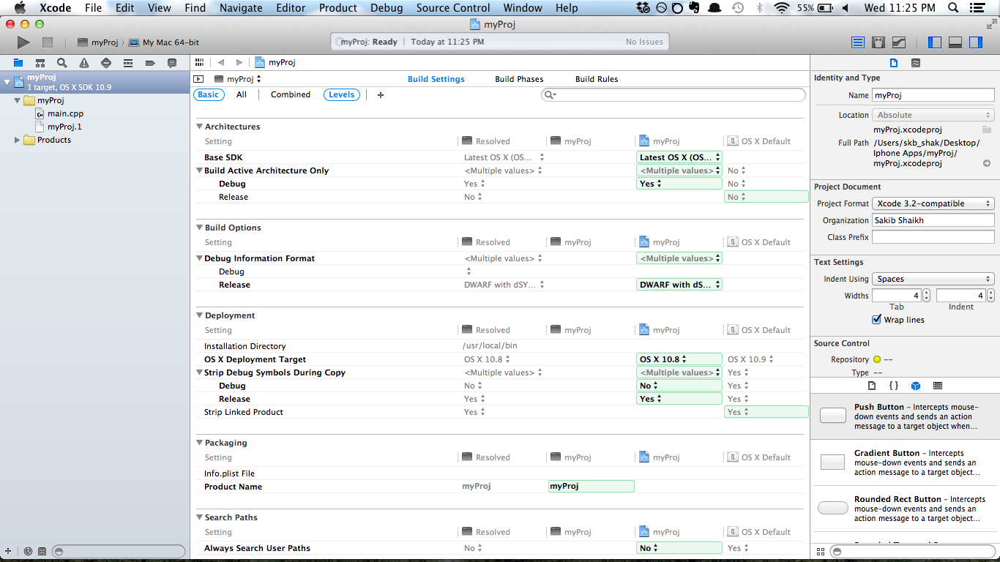 Xcode File Edit View Find Navigate Editor Product Debug Source Control Window Help 55% Wed 11:25 PM
myProj
myProj My Mac 64-bit
myProj: Ready Today at 11:25 PM No Issues
myProj
1 target, OS X SDK 10.9
myProj
main.cpp
myProj.1
Products
myProj
myProj Build Settings Build Phases Build Rules
Basic All Combined Levels +
Architectures
Setting Resolved myProj myProj OS X Default
Base SDK Latest OS X (OS... Latest OS X (OS...
Build Active Architecture Only <Multiple values> <Multiple values> No
Debug Yes Yes No
Release No No
Build Options
Setting Resolved myProj myProj OS X Default
Debug Information Format <Multiple values> <Multiple values>
Debug
Release DWARF with dSY... DWARF with dS...
Deployment
Setting Resolved myProj myProj OS X Default
Installation Directory /usr/local/bin
OS X Deployment Target OS X 10.8 OS X 10.8 OS X 10.9
Strip Debug Symbols During Copy <Multiple values> <Multiple values> Yes
Debug No No Yes
Release Yes Yes Yes
Strip Linked Product Yes Yes
Packaging
Setting Resolved myProj myProj OS X Default
Info.plist File
Product Name myProj myProj
Search Paths
Setting Resolved myProj myProj OS X Default
Always Search User Paths No No Yes
Identity and Type
Name myProj
Location Absolute
myProj.xcodeproj
Full Path /Users/skb_shak/Desktop/
Iphone Apps/myProj/
myProj.xcodeproj
Project Document
Project Format Xcode 3.2-compatible
Organization Sakib Shaikh
Class Prefix
Text Settings
Indent Using Spaces
Widths 4 4
Tab Indent
Wrap lines
Source Control
Repository --
Type --
{ }
Push Button - Intercepts mouse-
down events and sends an action
message to a target object when...
Gradient Button - Intercepts
mouse-down events and sends an
action message to a target object...
Rounded Rect Button - Intercepts
mouse-down events and sends an
action message to a target object...